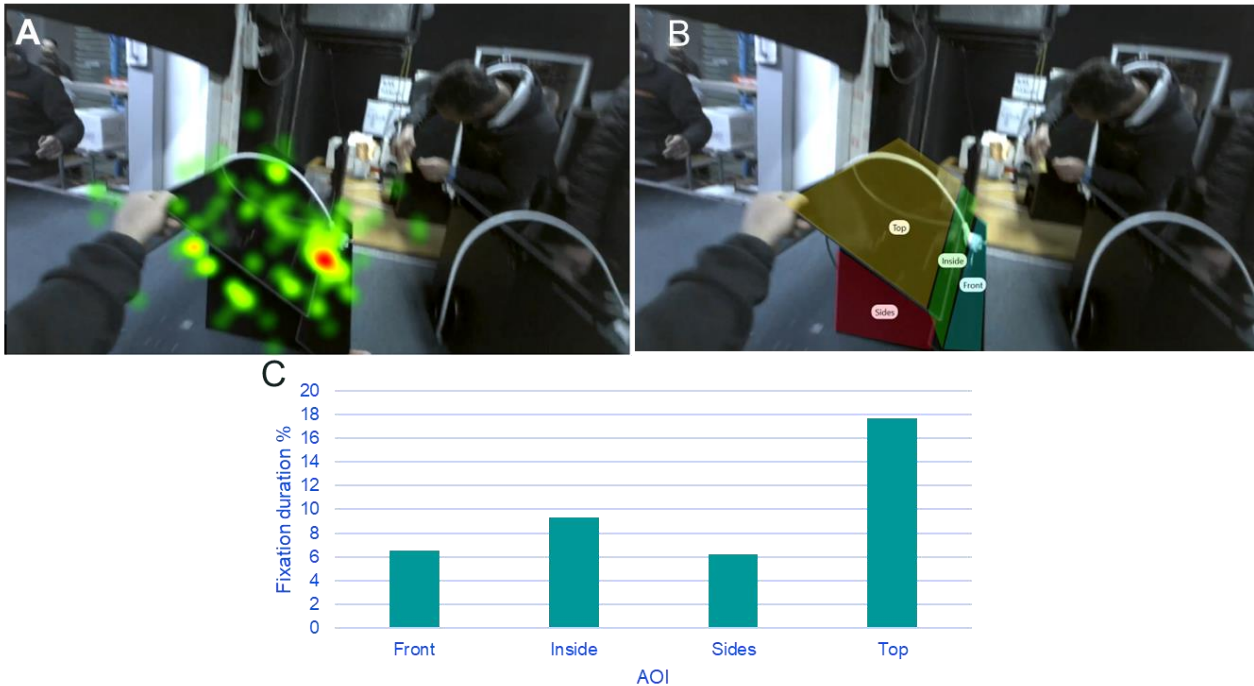 A
B
Top
Inside
Front
Sides
C
Fixation duration %
20
18
16
14
12
10
8
6
4
2
0
Front Inside Sides Top
AOI